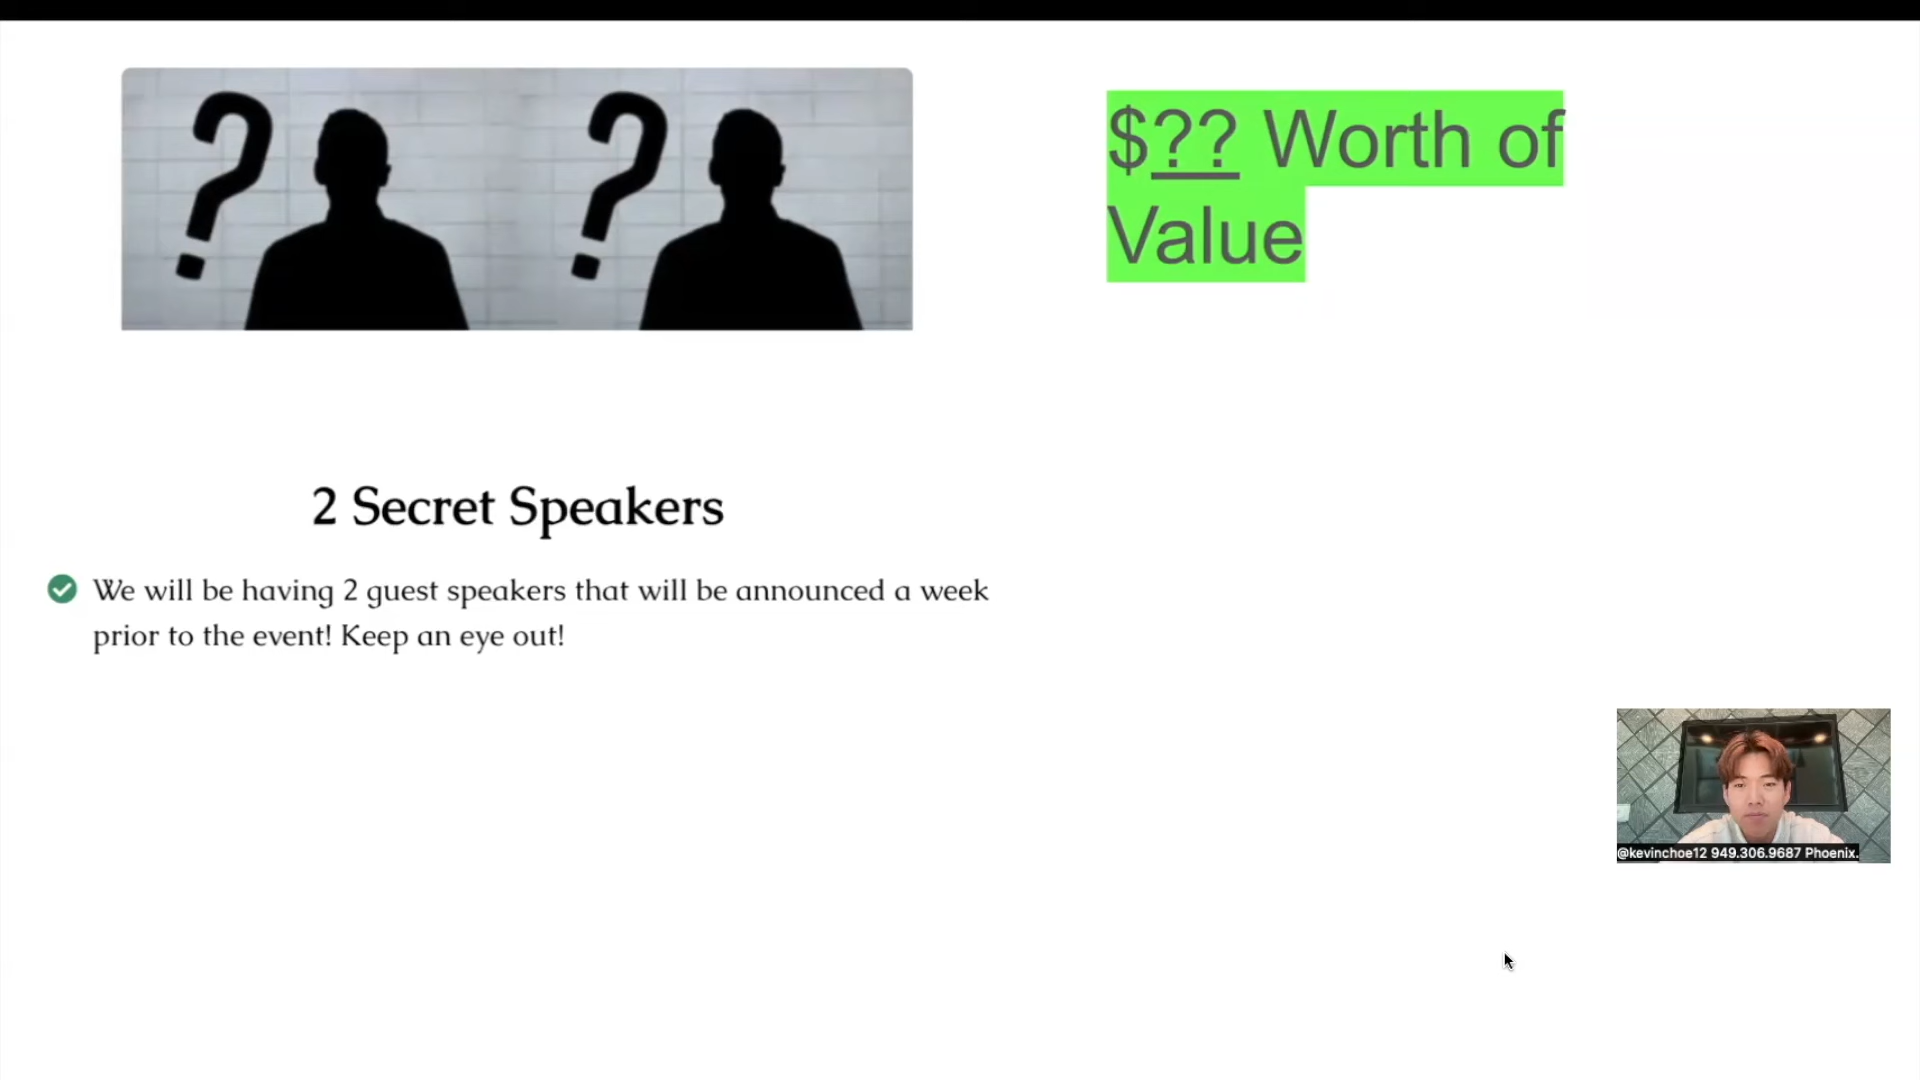 $?? Worth of
Value
2 Secret Speakers
We will be having 2 guest speakers that will be announced a week
prior to the event! Keep an eye out!
@kevinchoe12 949.306.9687 Phoenix.